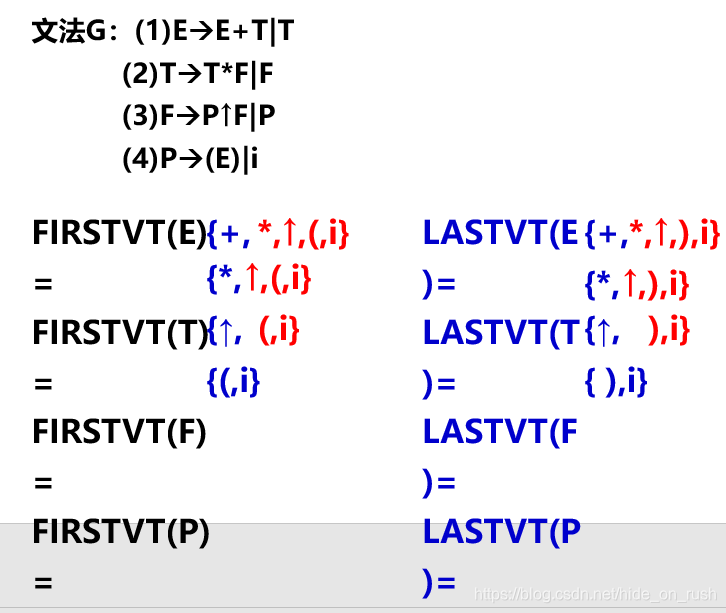 文法G：(1)E→E+T|T
(2)T→T*F|F
(3)F→P↑F|P
(4)P→(E)|i
FIRSTVT(E)
=
FIRSTVT(T)
=
FIRSTVT(F)
=
FIRSTVT(P)
=
{+, *,↑,(,i}
{*,↑,(,i}
{↑, (,i}
{(,i}
LASTVT(E
)=
LASTVT(T
)=
LASTVT(F
)=
LASTVT(P
)=
{+,*,↑,),i}
{*,↑,),i}
{↑, ),i}
{ ),i}
https://blog.csdn.net/hide_on_rush